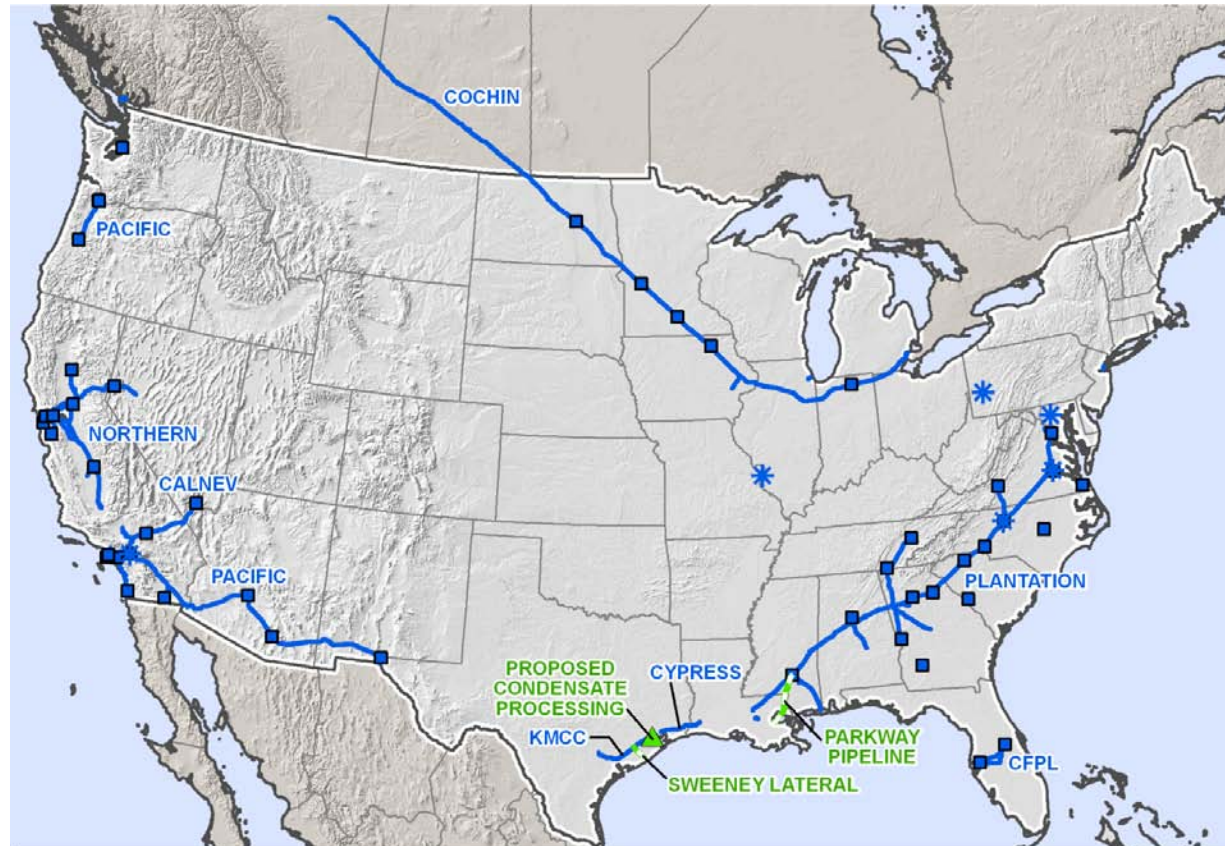 COCHIN
PACIFIC
NORTHERN
CALNEV
PACIFIC
PLANTATION
PROPOSED
CONDENSATE
PROCESSING
CYPRESS
KMCC
SWEENEY LATERAL
PARKWAY
PIPELINE
CFPL